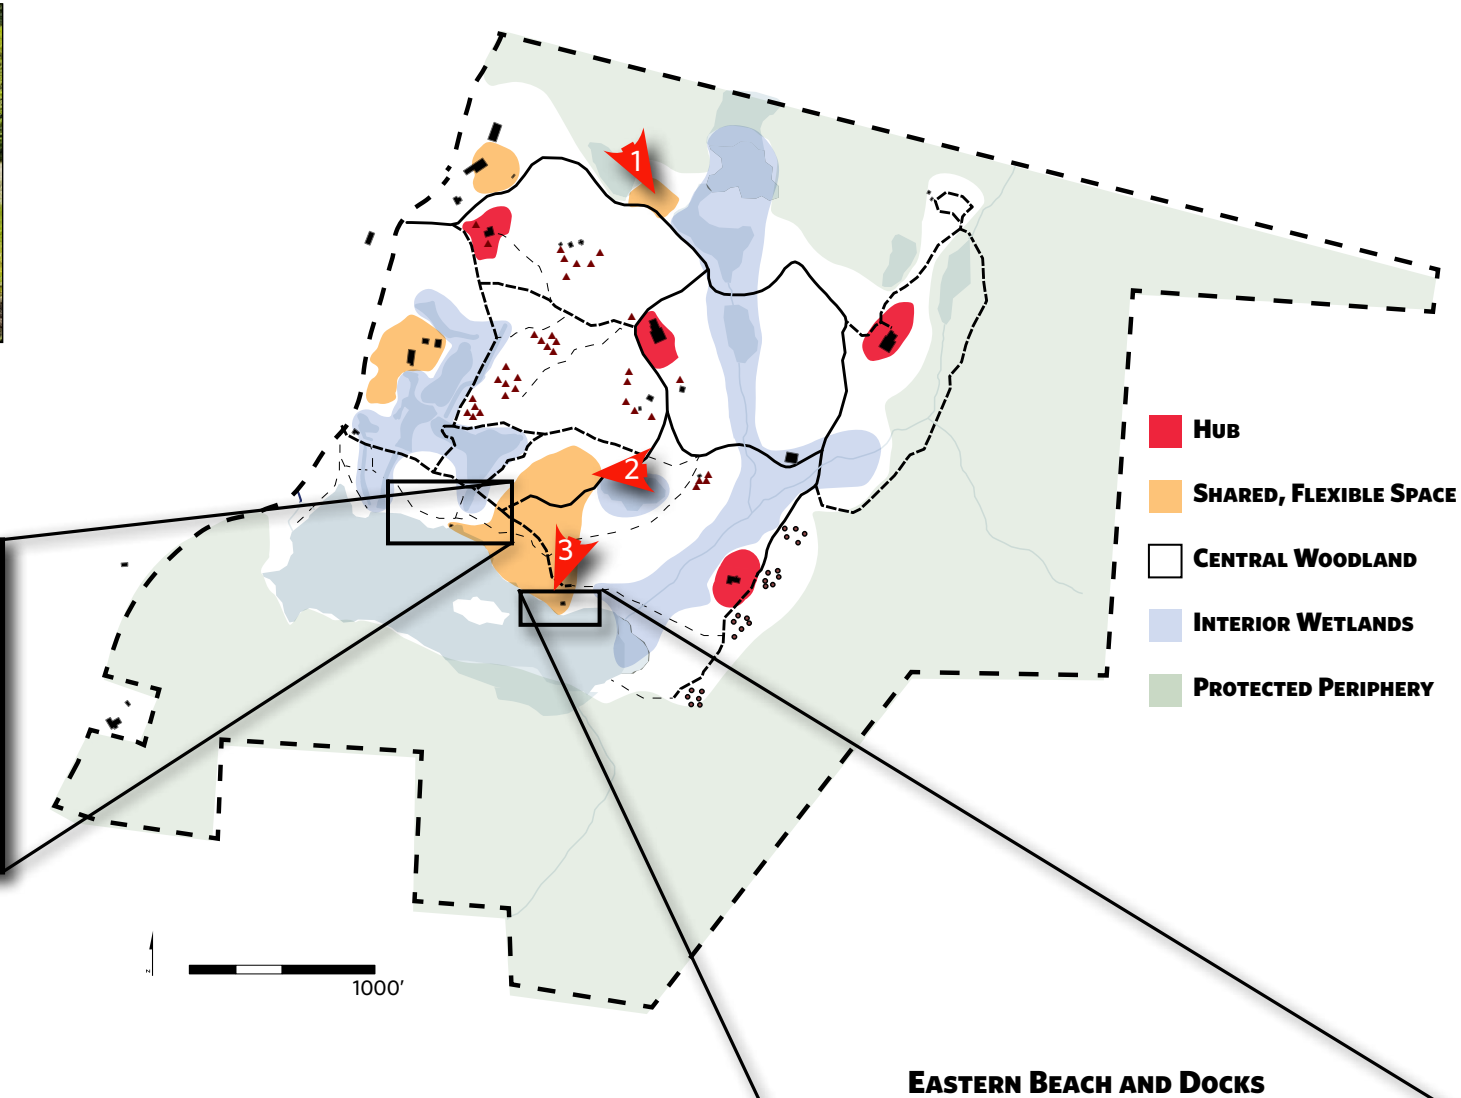 1
HUB
SHARED, FLEXIBLE SPACE
2
CENTRAL WOODLAND
3
INTERIOR WETLANDS
PROTECTED PERIPHERY
N
1000'
EASTERN BEACH AND DOCKS